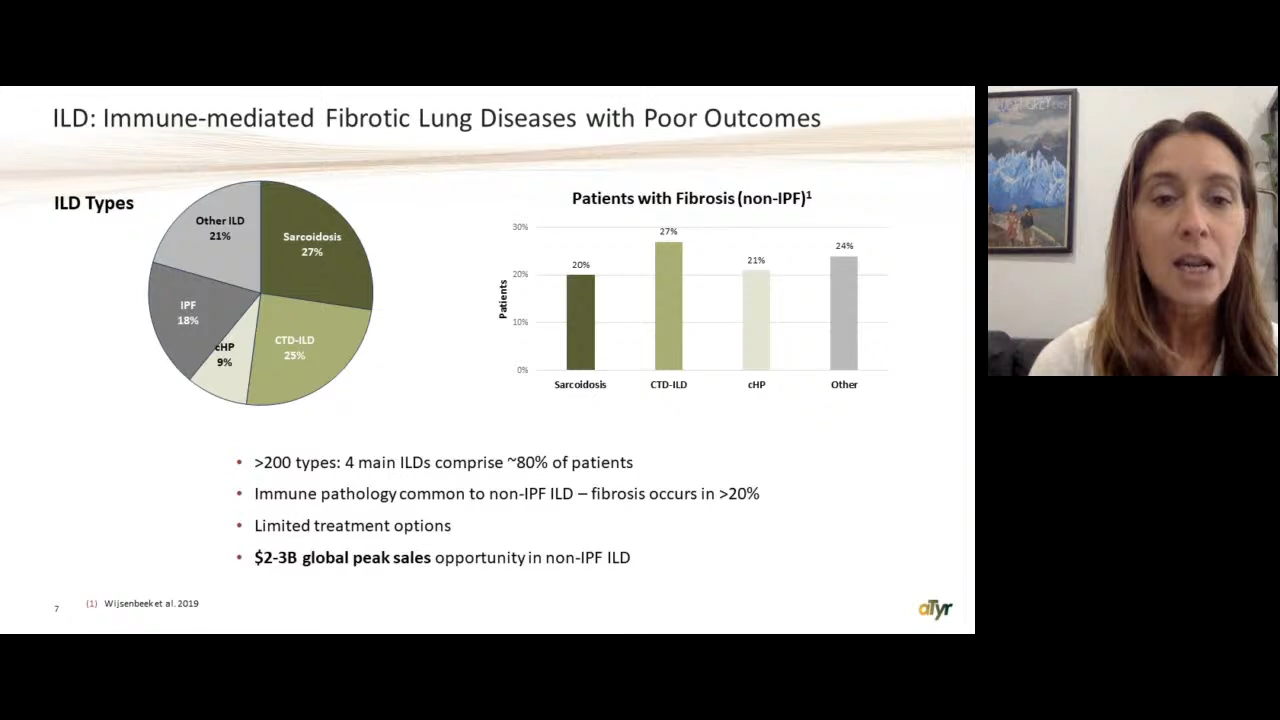 ILD: Immune-mediated Fibrotic Lung Diseases with Poor Outcomes
ILD Types
Other ILD
21%
Sarcoidosis
27%
IPF
18%
cHP
9%
CTD-ILD
25%
Patients with Fibrosis (non-IPF)¹
Patients
30%
20%
10%
0%
20%
27%
21%
24%
Sarcoidosis
CTD-ILD
cHP
Other
• >200 types: 4 main ILDs comprise ~80% of patients
• Immune pathology common to non-IPF ILD – fibrosis occurs in >20%
• Limited treatment options
• $2-3B global peak sales opportunity in non-IPF ILD
7
(1) Wijsenbeek et al. 2019
aTyr